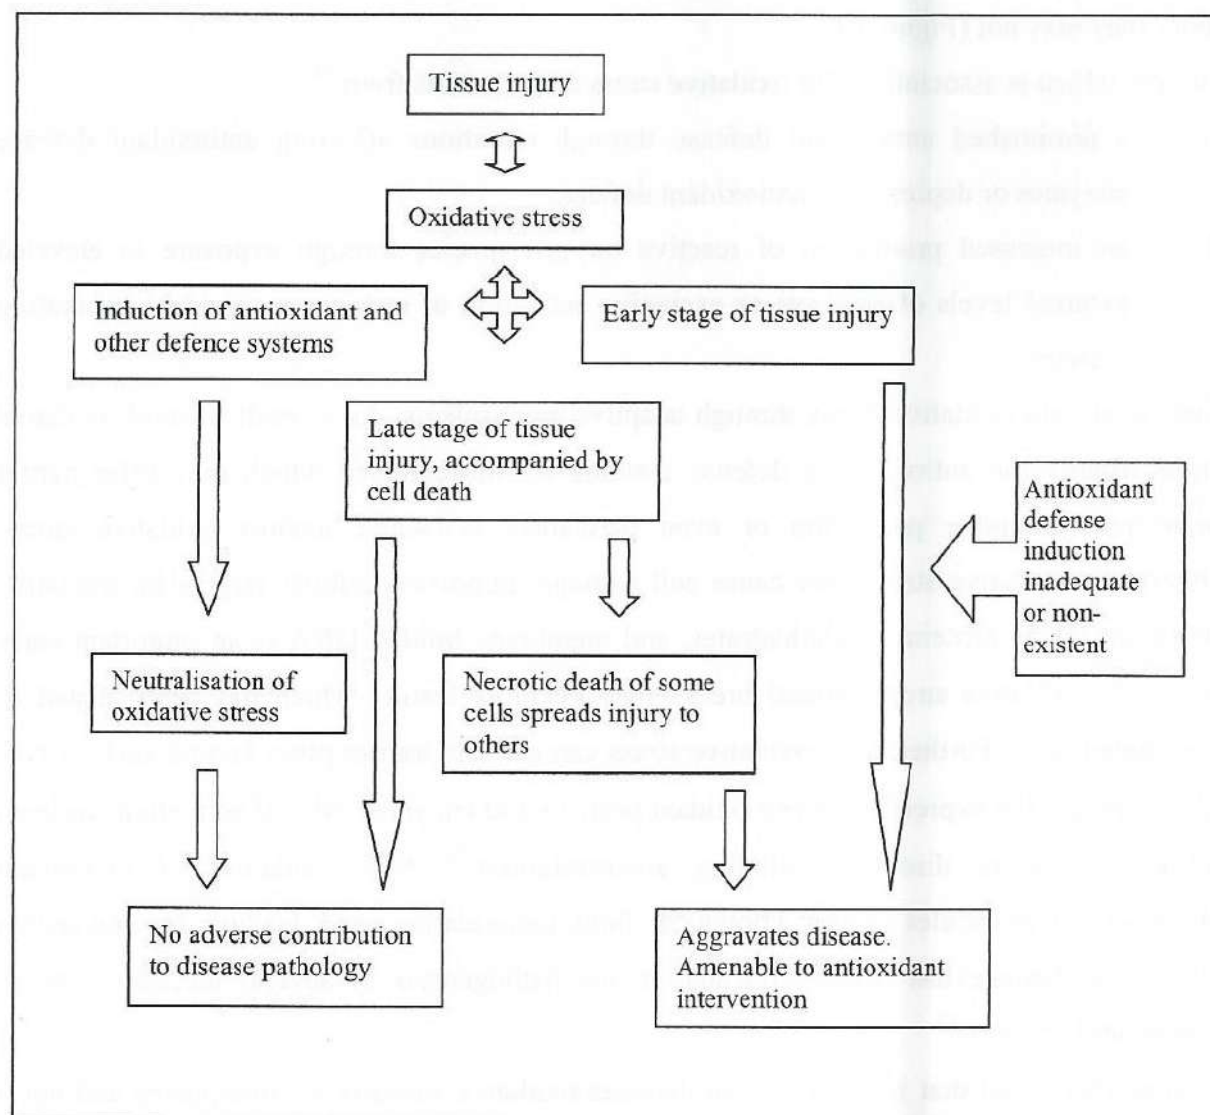 Tissue injury
Oxidative stress
Induction of antioxidant and
other defence systems
Early stage of tissue injury
Late stage of tissue
injury, accompanied by
cell death
Antioxidant
defense
induction
inadequate
or non-
existent
Neutralisation of
oxidative stress
Necrotic death of some
cells spreads injury to
others
No adverse contribution
to disease pathology
Aggravates disease.
Amenable to antioxidant
intervention